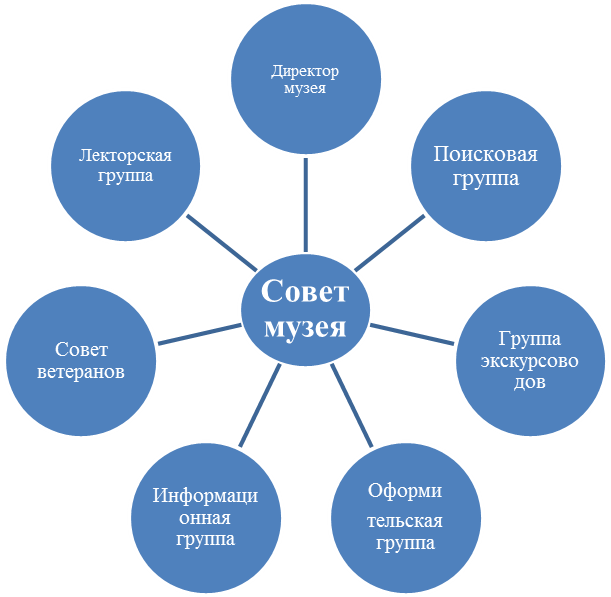 Директор
музея
Поисковая
группа
Группа
экскурсово
дов
Оформи
тельская
группа
Информаци
онная
группа
Совет
ветеранов
Лекторская
группа
Совет
музея